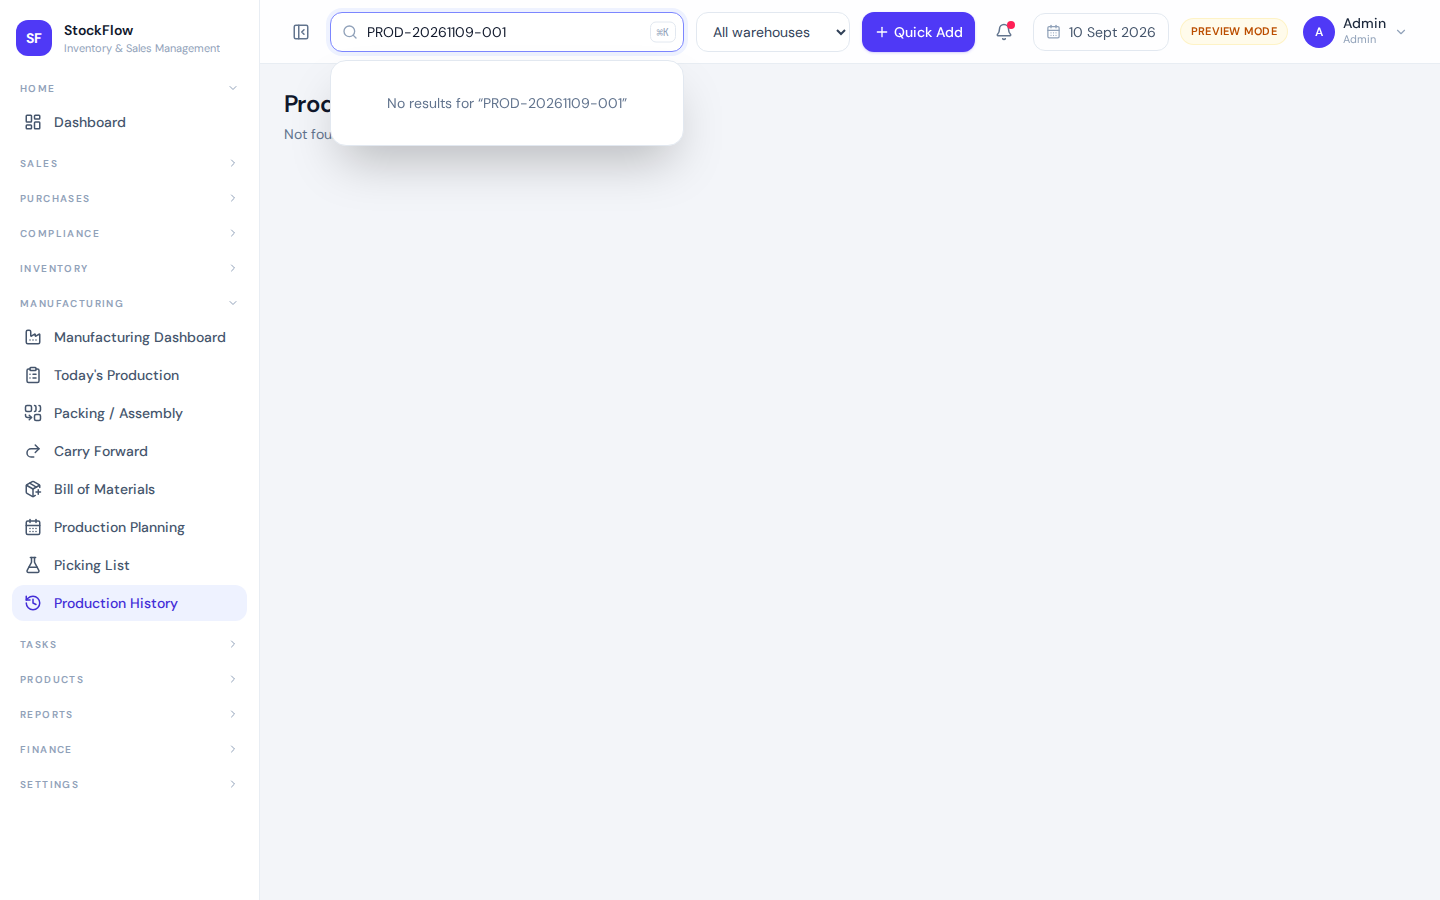 SF
StockFlow
Inventory & Sales Management
HOME
Dashboard
SALES
PURCHASES
COMPLIANCE
INVENTORY
MANUFACTURING
Manufacturing Dashboard
Today's Production
Packing / Assembly
Carry Forward
Bill of Materials
Production Planning
Picking List
Production History
TASKS
PRODUCTS
REPORTS
FINANCE
SETTINGS
PROD-20261109-001
⌘K
All warehouses
+ Quick Add
10 Sept 2026
PREVIEW MODE
A
Admin
Admin
No results for “PROD-20261109-001”
Not fou